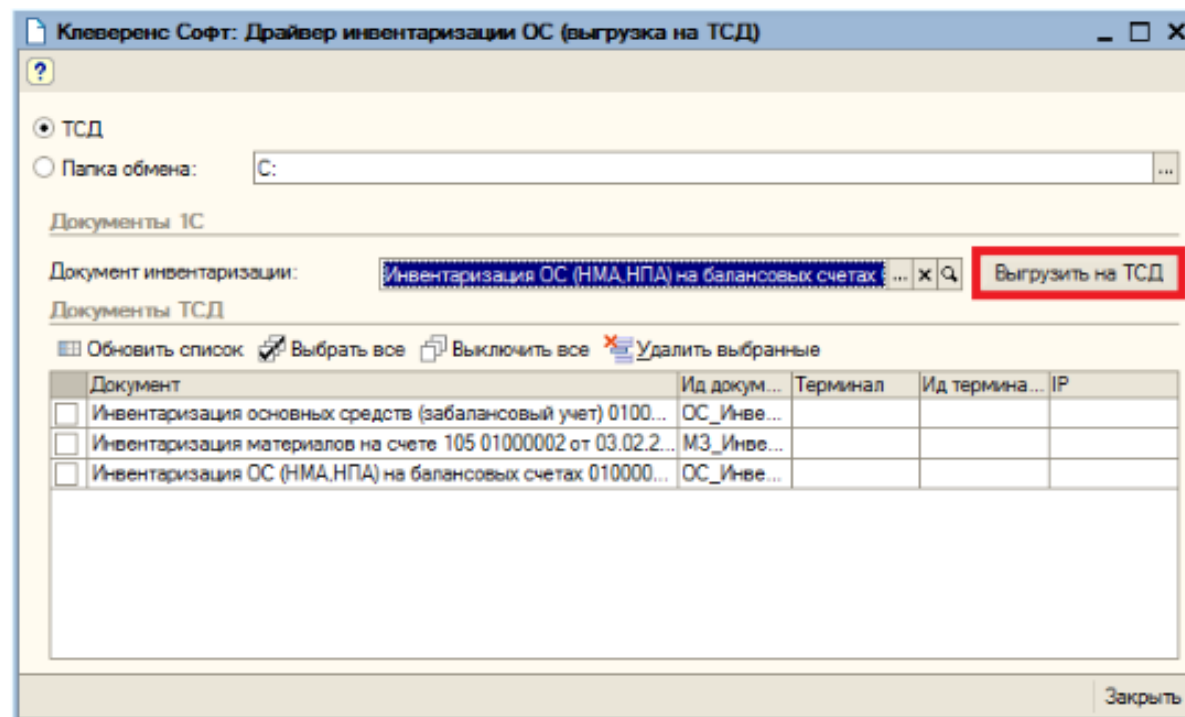 Клеверенс Софт: Драйвер инвентаризации ОС (выгрузка на ТСД)
?
ТСД
Папка обмена: C: ...
Документы 1С
Документ инвентаризации: Инвентаризация ОС (НМА,НПА) на балансовых счетах ... x Выгрузить на ТСД
Документы ТСД
Обновить список Выбрать все Выключить все Удалить выбранные
Документ Ид докум... Терминал Ид термина... IP
Инвентаризация основных средств (забалансовый учет) 0100... ОС_Инве...
Инвентаризация материалов на счете 105 01000002 от 03.02.2... МЗ_Инве...
Инвентаризация ОС (НМА,НПА) на балансовых счетах 010000... ОС_Инве...
Закрыть